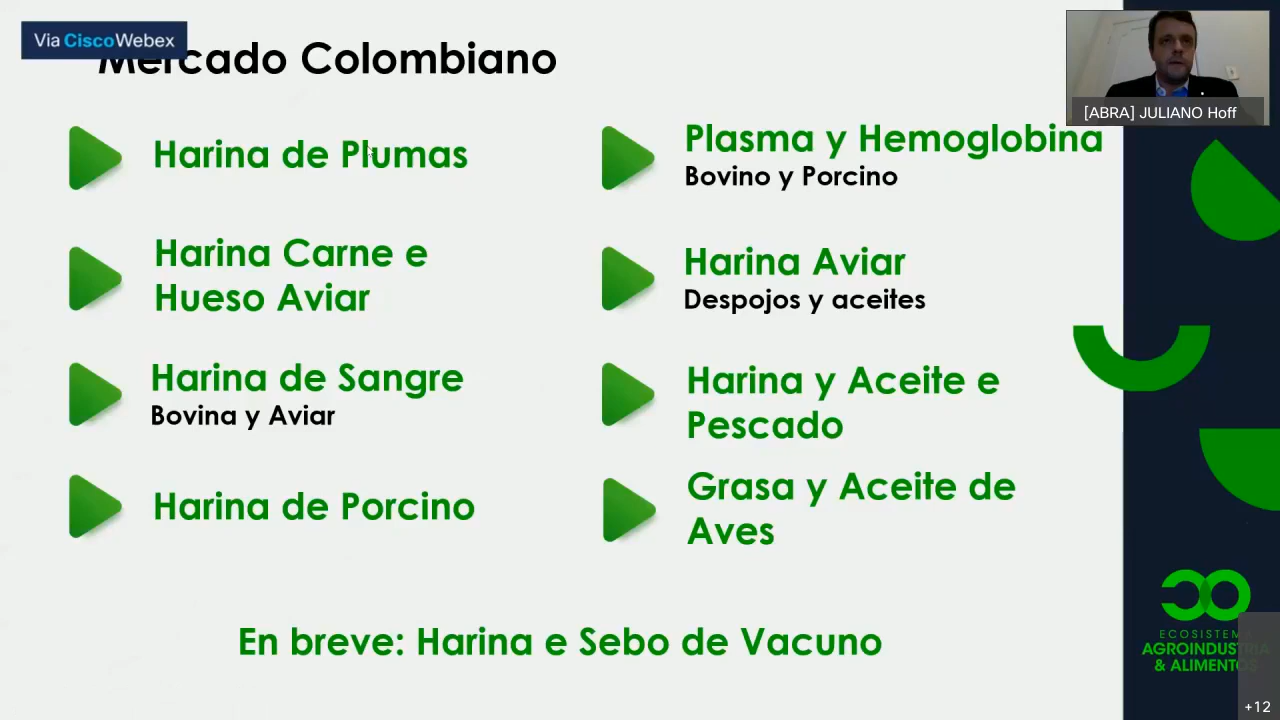 Via CiscoWebex
Mercado Colombiano
[ABRA] JULIANO Hoff
Harina de Plumas
Plasma y Hemoglobina
Bovino y Porcino
Harina Carne e
Hueso Aviar
Harina Aviar
Despojos y aceites
Harina de Sangre
Bovina y Aviar
Harina y Aceite e
Pescado
Harina de Porcino
Grasa y Aceite de
Aves
En breve: Harina e Sebo de Vacuno
ECOSISTEMA
AGROINDUSTRIA
& ALIMENTOS
+12